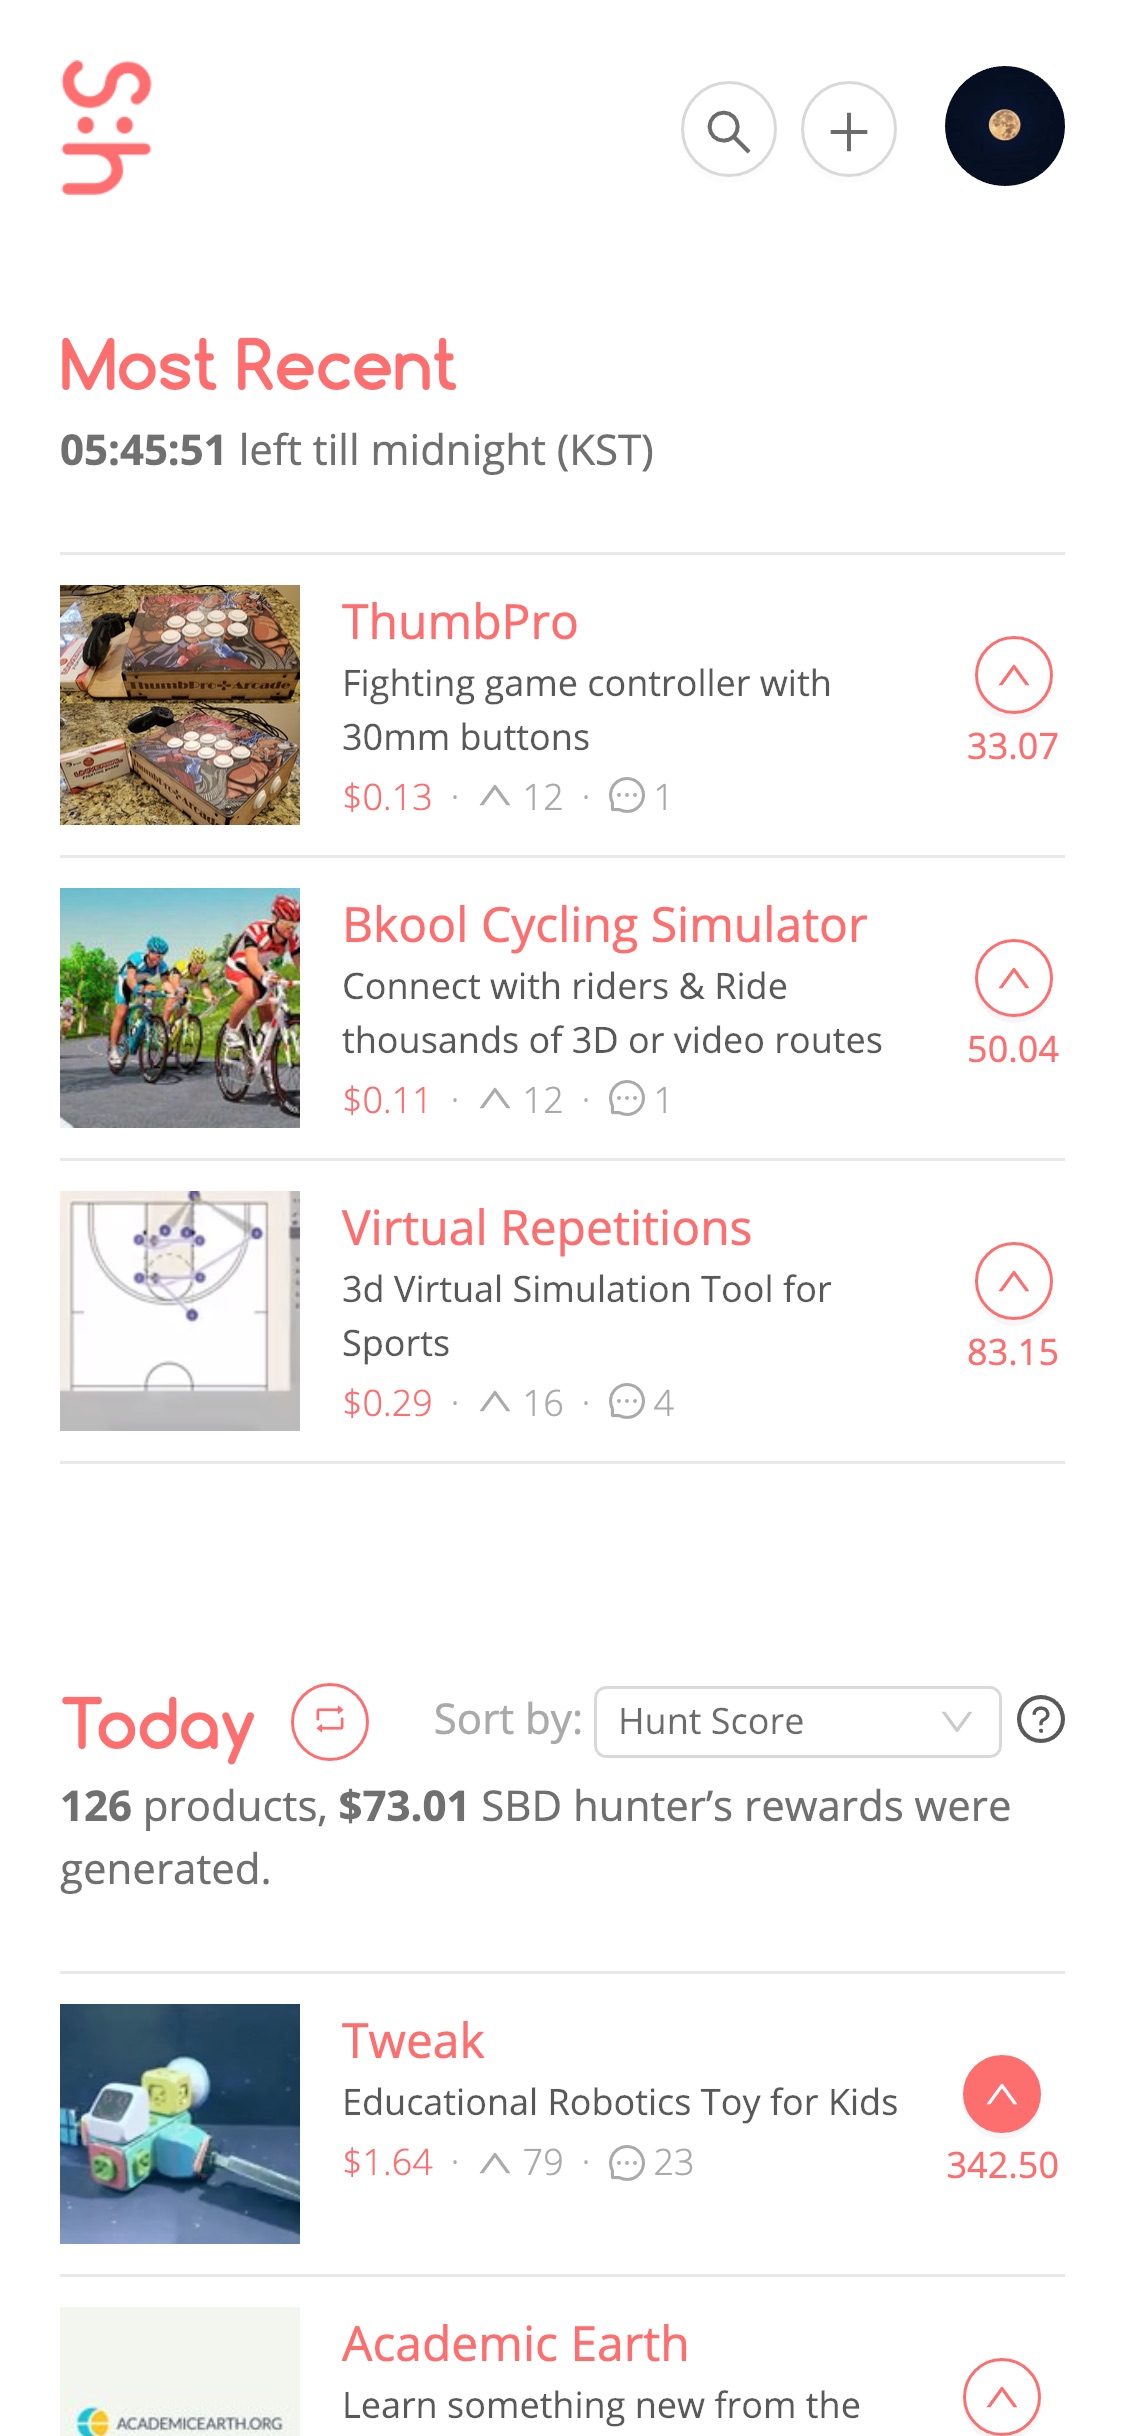 S:h
Most Recent
05:45:51 left till midnight (KST)
ThumbPro
Fighting game controller with
30mm buttons
$0.13 · 12 · 1
33.07
ThumbPro Arcade
ThumbPro Arcade
Bkool Cycling Simulator
Connect with riders & Ride
thousands of 3D or video routes
$0.11 · 12 · 1
50.04
Virtual Repetitions
3d Virtual Simulation Tool for
Sports
$0.29 · 16 · 4
83.15
Today
Sort by: Hunt Score ?
126 products, $73.01 SBD hunter’s rewards were
generated.
Tweak
Educational Robotics Toy for Kids
$1.64 · 79 · 23
342.50
Academic Earth
Learn something new from the
ACADEMICEARTH.ORG